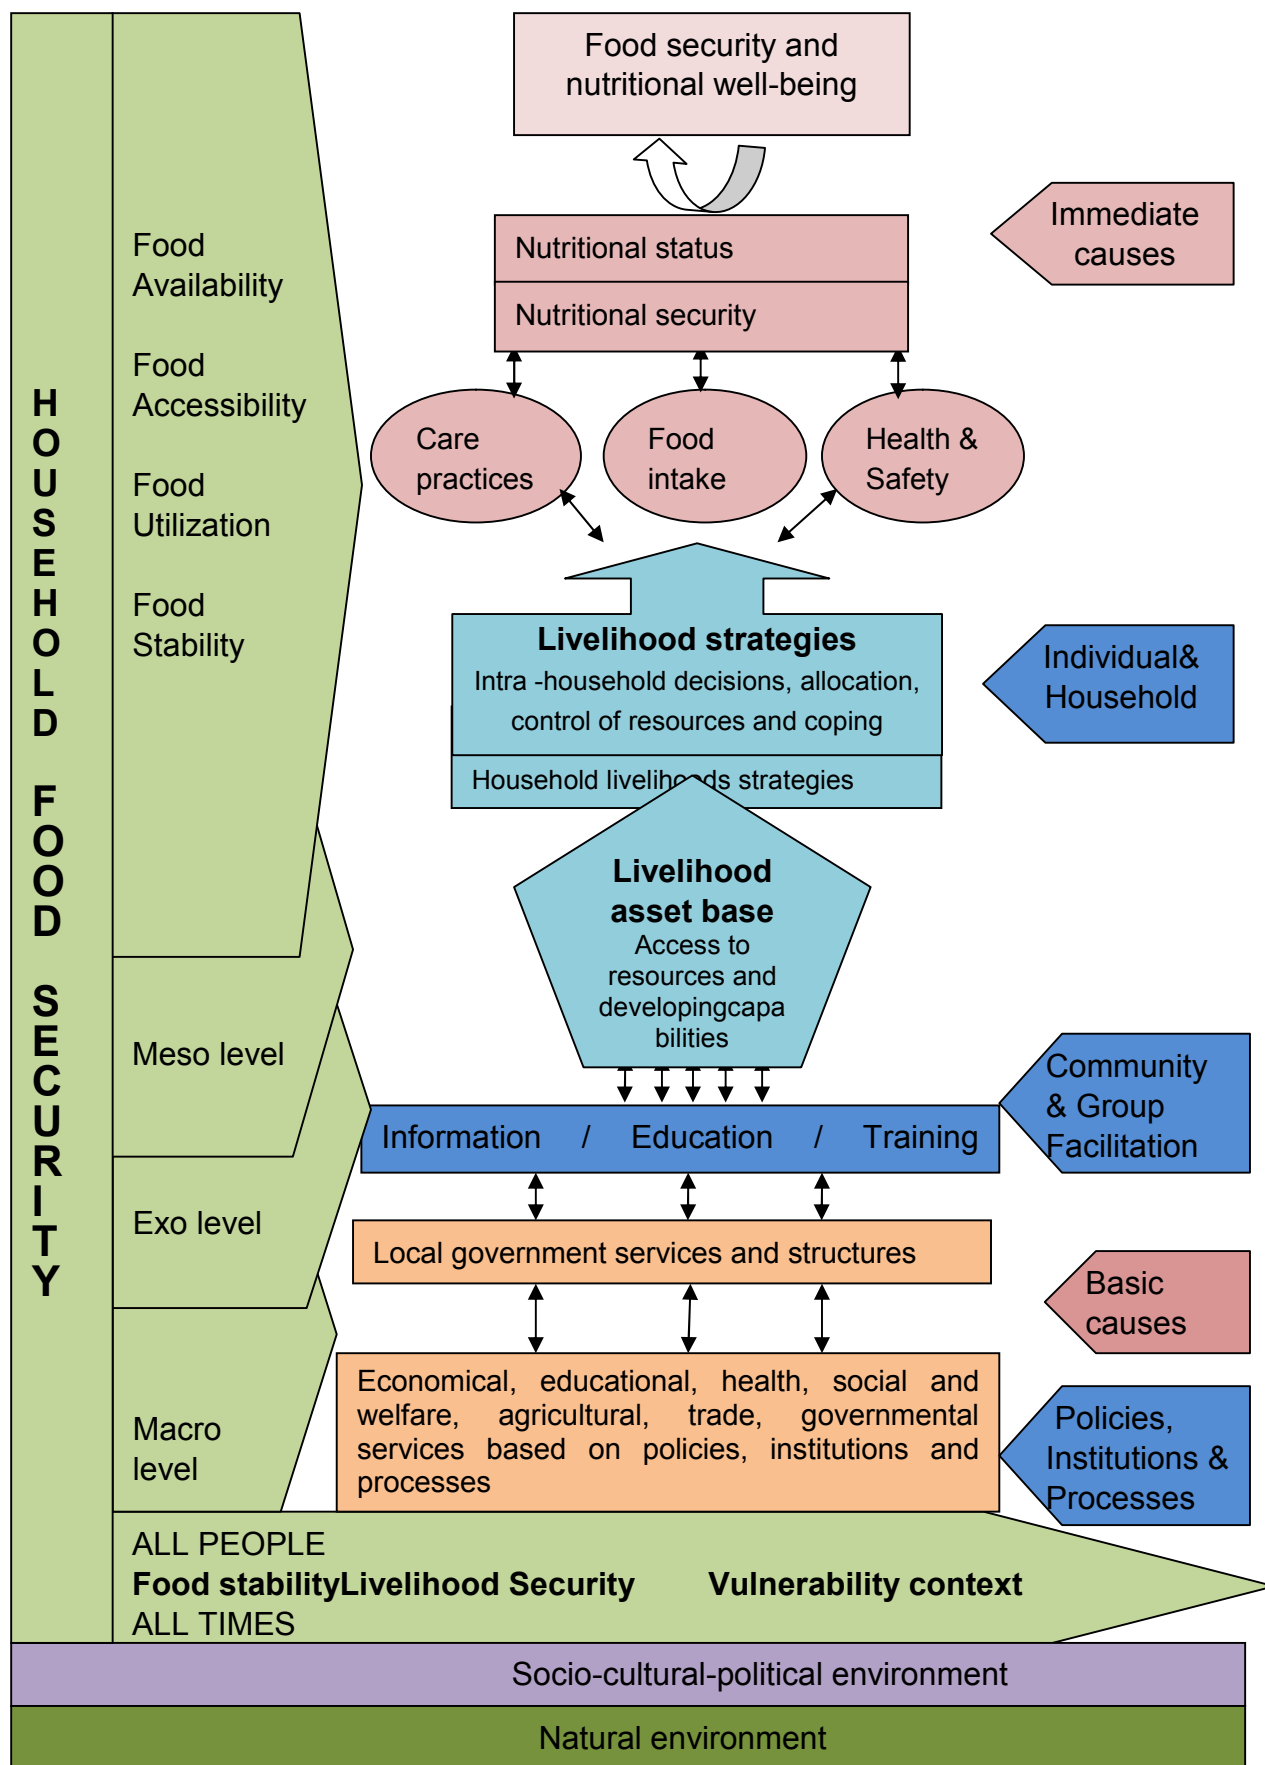 HOUSEHOLD FOOD SECURITY
Food security and
nutritional well-being
Food
Availability
Food
Accessibility
Food
Utilization
Food
Stability
Nutritional status
Nutritional security
Immediate
causes
Care
practices
Food
intake
Health &
Safety
Livelihood strategies
Intra -household decisions, allocation,
control of resources and coping
Household livelihoods strategies
Individual&
Household
Livelihood
asset base
Access to
resources and
developingcapa
bilities
Meso level
Community
& Group
Facilitation
Information / Education / Training
Exo level
Local government services and structures
Basic
causes
Macro
level
Economical, educational, health, social and
welfare, agricultural, trade, governmental
services based on policies, institutions and
processes
Policies,
Institutions &
Processes
ALL PEOPLE
Food stabilityLivelihood Security Vulnerability context
ALL TIMES
Socio-cultural-political environment
Natural environment